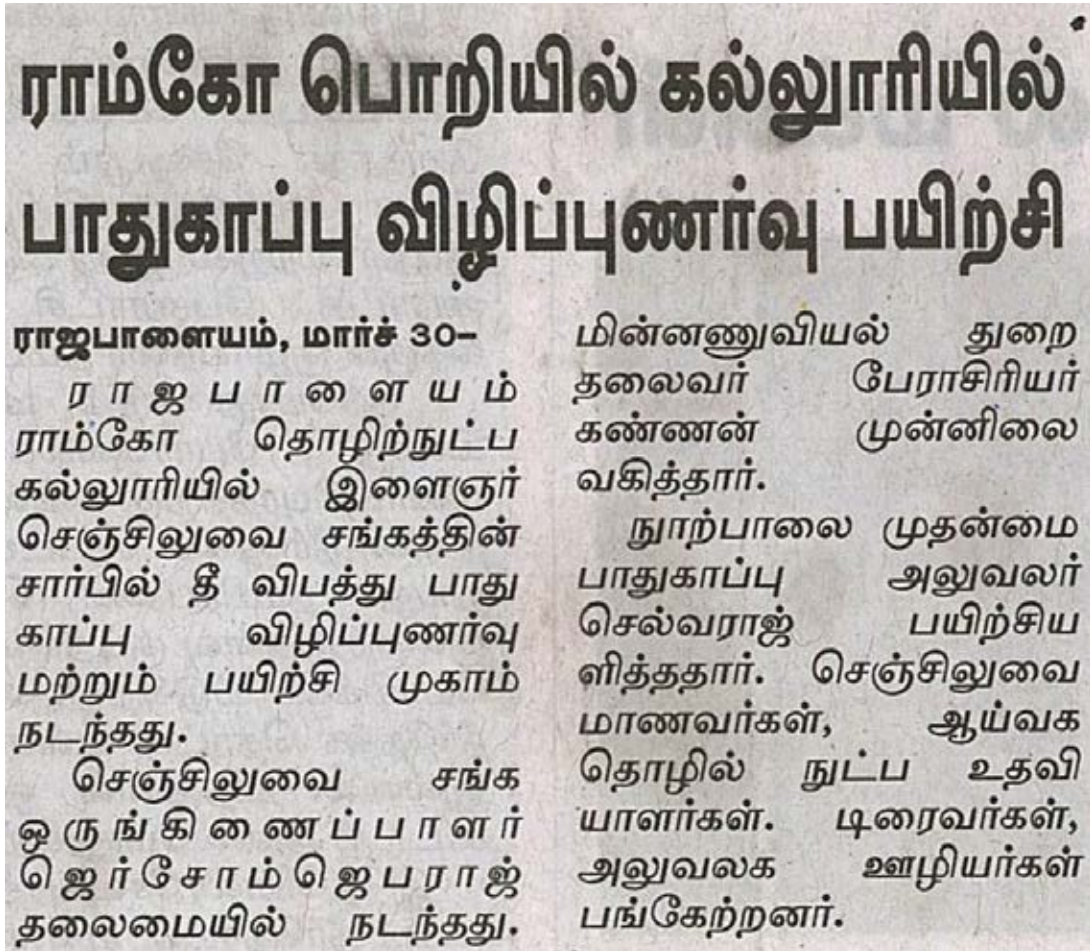 ராம்கோ பொறியில் கல்லுாரியில்
பாதுகாப்பு விழிப்புணர்வு பயிற்சி
ராஜபாளையம், மார்ச் 30–
ராஜபாளையம்
ராம்கோ தொழிற்நுட்ப
கல்லுாரியில் இளைஞர்
செஞ்சிலுவை சங்கத்தின்
சார்பில் தீ விபத்து பாது
காப்பு விழிப்புணர்வு
மற்றும் பயிற்சி முகாம்
நடந்தது.
செஞ்சிலுவை சங்க
ஒருங்கிணைப்பாளர்
ஜெர்சோம்ஜெபராஜ்
தலைமையில் நடந்தது.
மின்னணுவியல் துறை
தலைவர் பேராசிரியர்
கண்ணன் முன்னிலை
வகித்தார்.
நுாற்பாலை முதன்மை
பாதுகாப்பு அலுவலர்
செல்வராஜ் பயிற்சிய
ளித்ததார். செஞ்சிலுவை
மாணவர்கள், ஆய்வக
தொழில் நுட்ப உதவி
யாளர்கள். டிரைவர்கள்,
அலுவலக ஊழியர்கள்
பங்கேற்றனர்.